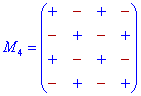 M₄ =
+ − + −
− + − +
+ − + −
− + − +